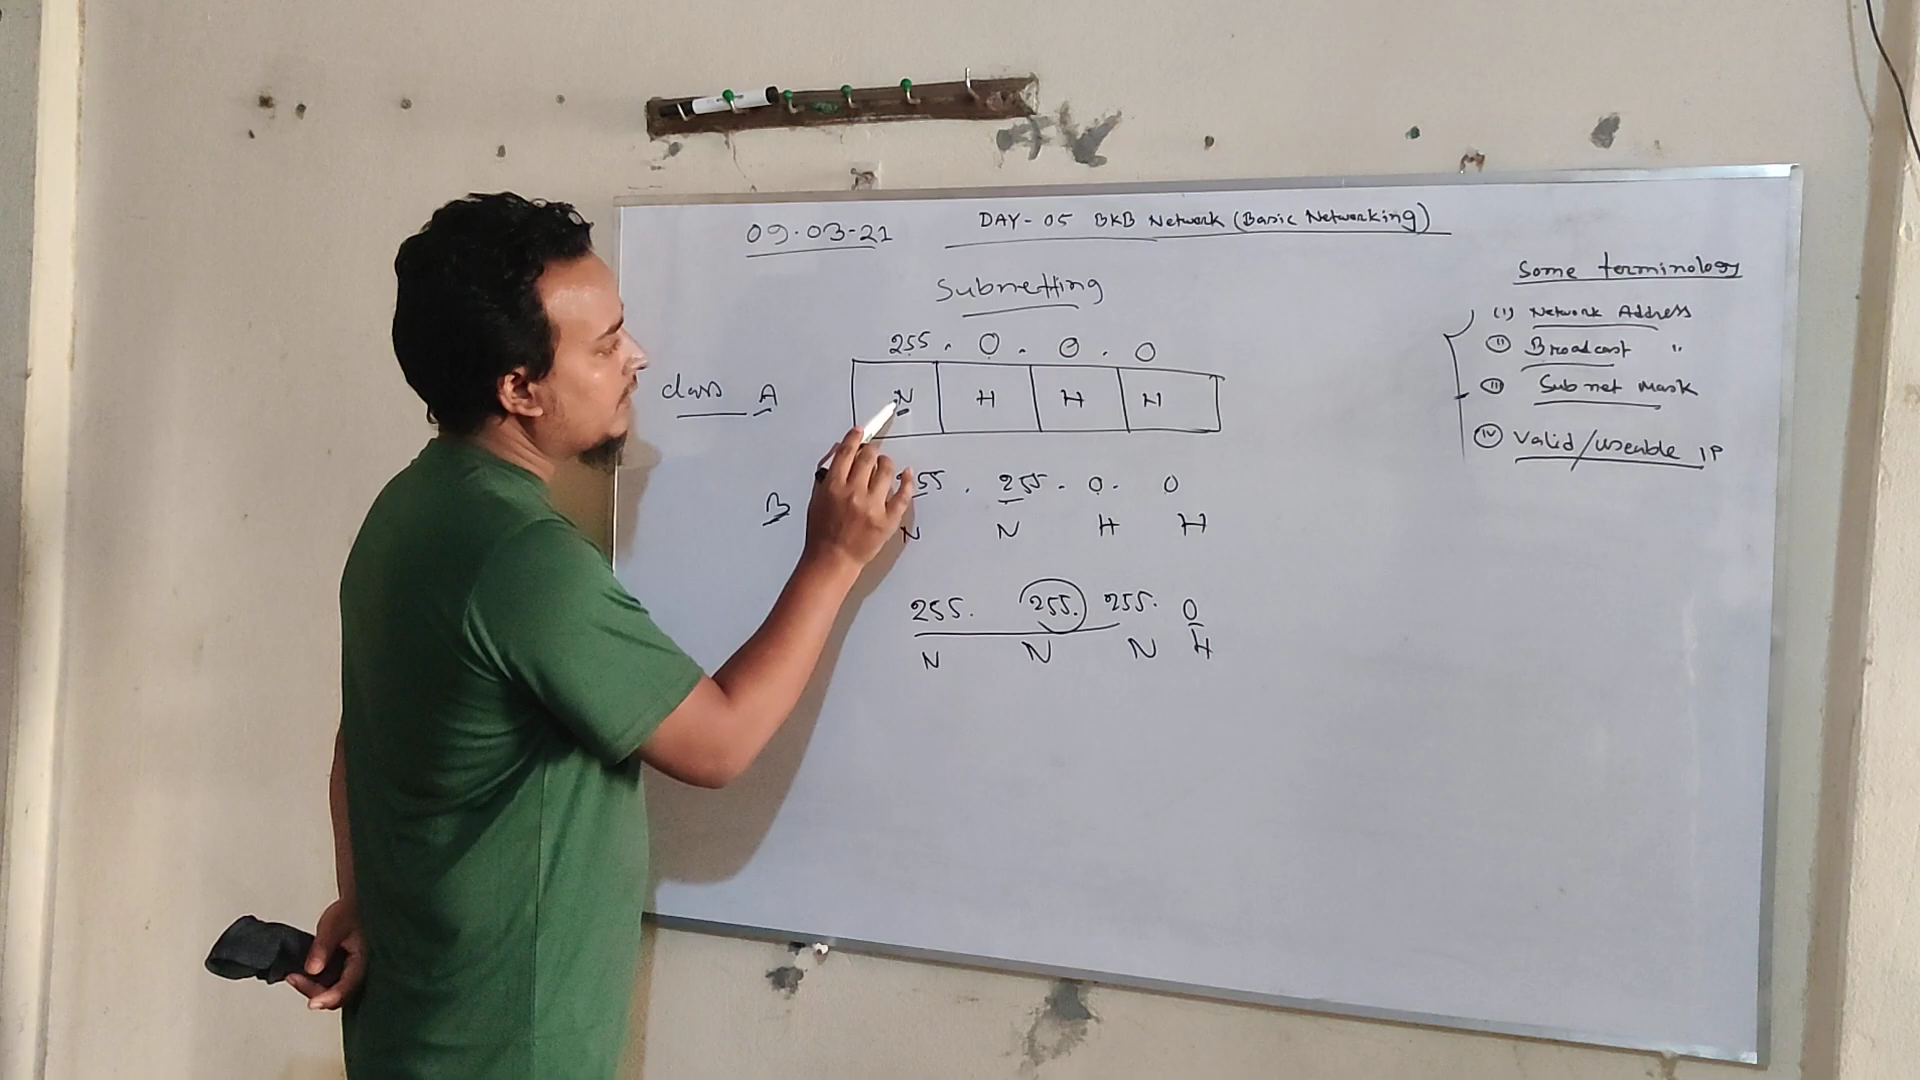 09.03-21
DAY-05 BKB Network (Basic Networking)
Subnetting
255 . 0 . 0 . 0
class A
N H H H
B
255 . 255 . 0 . 0
N N H H
255. 255. 255. 0
N N N H
Some terminology
(i) Network Address
(ii) Broadcast "
(iii) Subnet Mask
(iv) Valid/useable IP